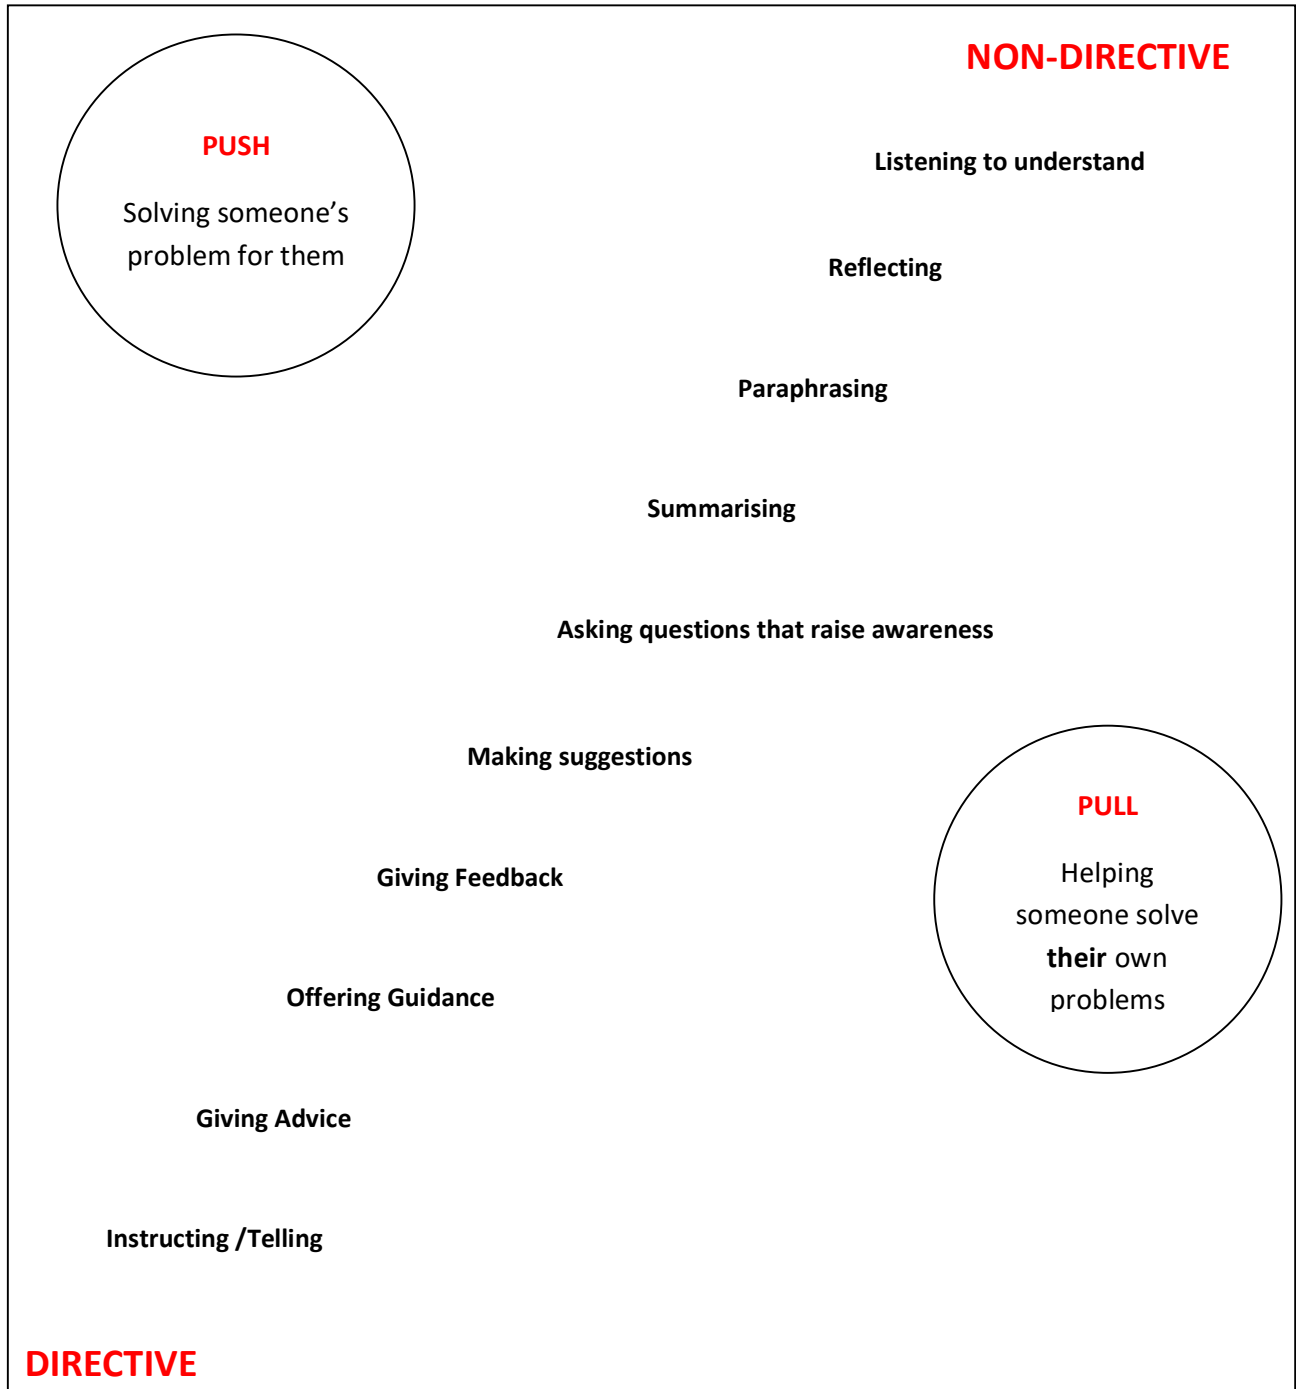 NON-DIRECTIVE
PUSH
Solving someone’s
problem for them
Listening to understand
Reflecting
Paraphrasing
Summarising
Asking questions that raise awareness
Making suggestions
PULL
Helping
someone solve
their own
problems
Giving Feedback
Offering Guidance
Giving Advice
Instructing /Telling
DIRECTIVE